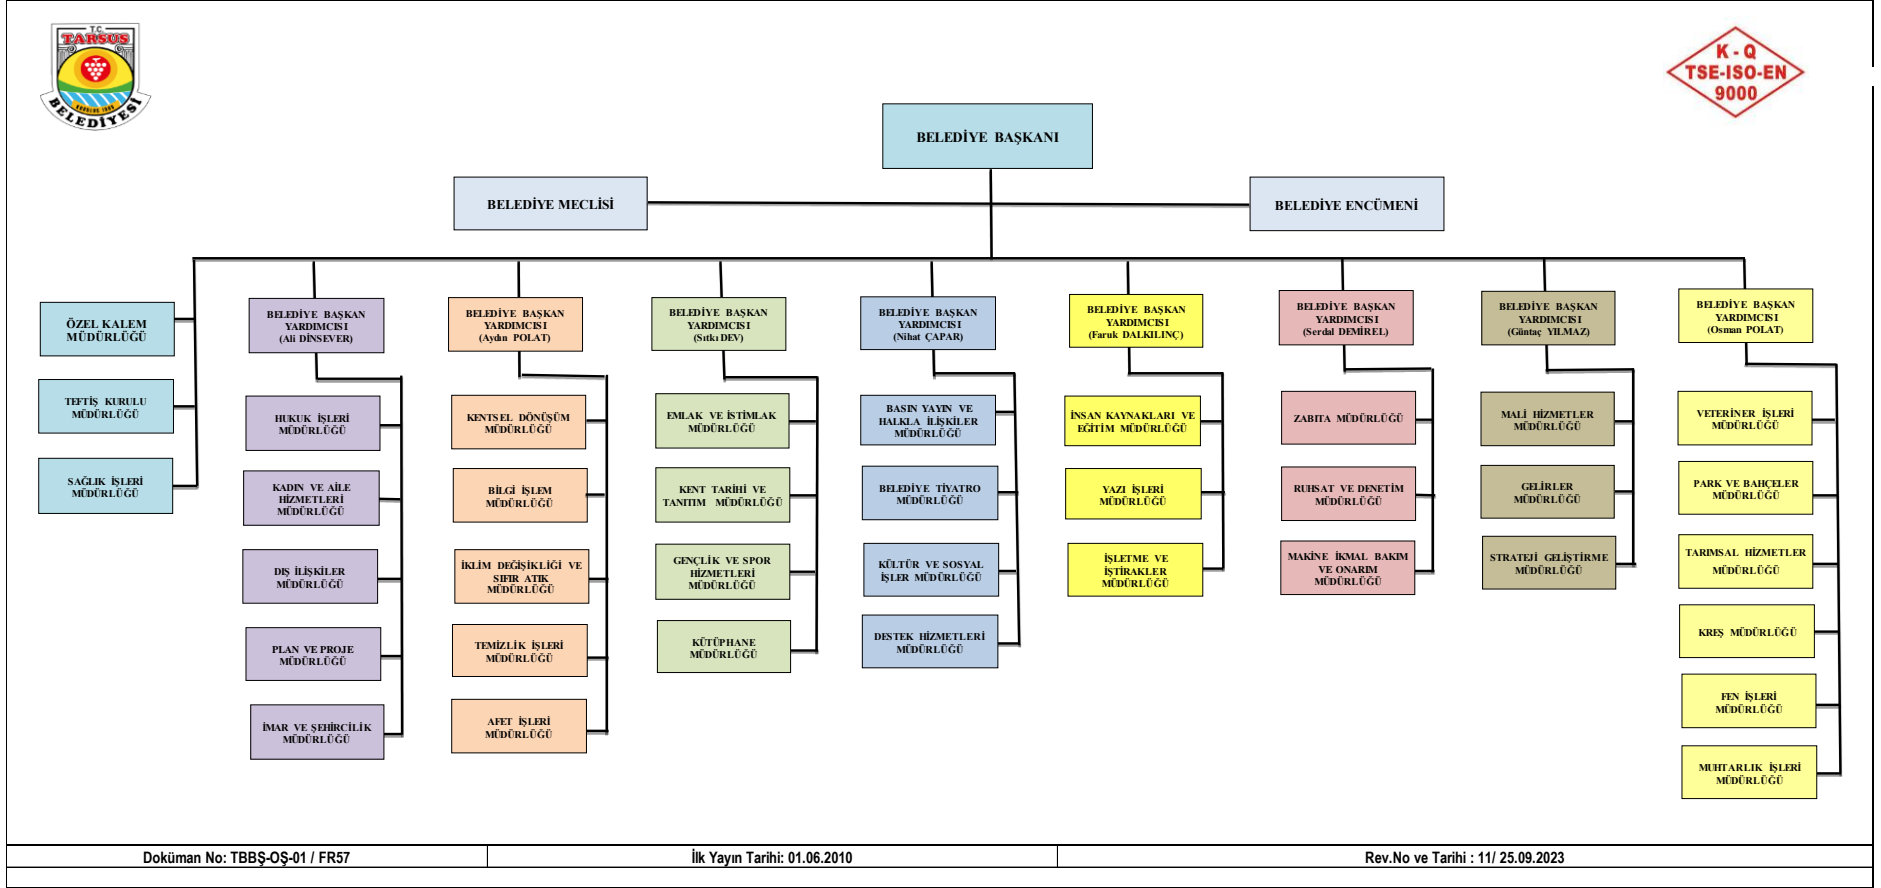 T.C.
TARSUS
KURULUŞ 1868
BELEDİYESİ
K - Q
TSE-ISO-EN
9000
BELEDİYE BAŞKANI
BELEDİYE MECLİSİ
BELEDİYE ENCÜMENİ
ÖZEL KALEM
MÜDÜRLÜĞÜ
TEFTİŞ KURULU
MÜDÜRLÜĞÜ
SAĞLIK İŞLERİ
MÜDÜRLÜĞÜ
BELEDİYE BAŞKAN
YARDIMCISI
(Ali DİNSEVER)
HUKUK İŞLERİ
MÜDÜRLÜĞÜ
KADIN VE AİLE
HİZMETLERİ
MÜDÜRLÜĞÜ
DIŞ İLİŞKİLER
MÜDÜRLÜĞÜ
PLAN VE PROJE
MÜDÜRLÜĞÜ
İMAR VE ŞEHİRCİLİK
MÜDÜRLÜĞÜ
BELEDİYE BAŞKAN
YARDIMCISI
(Aydın POLAT)
KENTSEL DÖNÜŞÜM
MÜDÜRLÜĞÜ
BİLGİ İŞLEM
MÜDÜRLÜĞÜ
İKLİM DEĞİŞİKLİĞİ VE
SIFIR ATIK
MÜDÜRLÜĞÜ
TEMİZLİK İŞLERİ
MÜDÜRLÜĞÜ
AFET İŞLERİ
MÜDÜRLÜĞÜ
BELEDİYE BAŞKAN
YARDIMCISI
(Sıtkı DEV)
EMLAK VE İSTİMLAK
MÜDÜRLÜĞÜ
KENT TARİHİ VE
TANITIM MÜDÜRLÜĞÜ
GENÇLİK VE SPOR
HİZMETLERİ
MÜDÜRLÜĞÜ
KÜTÜPHANE
MÜDÜRLÜĞÜ
BELEDİYE BAŞKAN
YARDIMCISI
(Nihat ÇAPAR)
BASIN YAYIN VE
HALKLA İLİŞKİLER
MÜDÜRLÜĞÜ
BELEDİYE TİYATRO
MÜDÜRLÜĞÜ
KÜLTÜR VE SOSYAL
İŞLER MÜDÜRLÜĞÜ
DESTEK HİZMETLERİ
MÜDÜRLÜĞÜ
BELEDİYE BAŞKAN
YARDIMCISI
(Faruk DALKILINÇ)
İNSAN KAYNAKLARI VE
EĞİTİM MÜDÜRLÜĞÜ
YAZI İŞLERİ
MÜDÜRLÜĞÜ
İŞLETME VE
İŞTİRAKLER
MÜDÜRLÜĞÜ
BELEDİYE BAŞKAN
YARDIMCISI
(Serdal DEMİREL)
ZABITA MÜDÜRLÜĞÜ
RUHSAT VE DENETİM
MÜDÜRLÜĞÜ
MAKİNE İKMAL BAKIM
VE ONARIM
MÜDÜRLÜĞÜ
BELEDİYE BAŞKAN
YARDIMCISI
(Güntaç YILMAZ)
MALİ HİZMETLER
MÜDÜRLÜĞÜ
GELİRLER
MÜDÜRLÜĞÜ
STRATEJİ GELİŞTİRME
MÜDÜRLÜĞÜ
BELEDİYE BAŞKAN
YARDIMCISI
(Osman POLAT)
VETERİNER İŞLERİ
MÜDÜRLÜĞÜ
PARK VE BAHÇELER
MÜDÜRLÜĞÜ
TARIMSAL HİZMETLER
MÜDÜRLÜĞÜ
KREŞ MÜDÜRLÜĞÜ
FEN İŞLERİ
MÜDÜRLÜĞÜ
MUHTARLIK İŞLERİ
MÜDÜRLÜĞÜ
Doküman No: TBBŞ-OŞ-01 / FR57
İlk Yayın Tarihi: 01.06.2010
Rev.No ve Tarihi : 11/ 25.09.2023